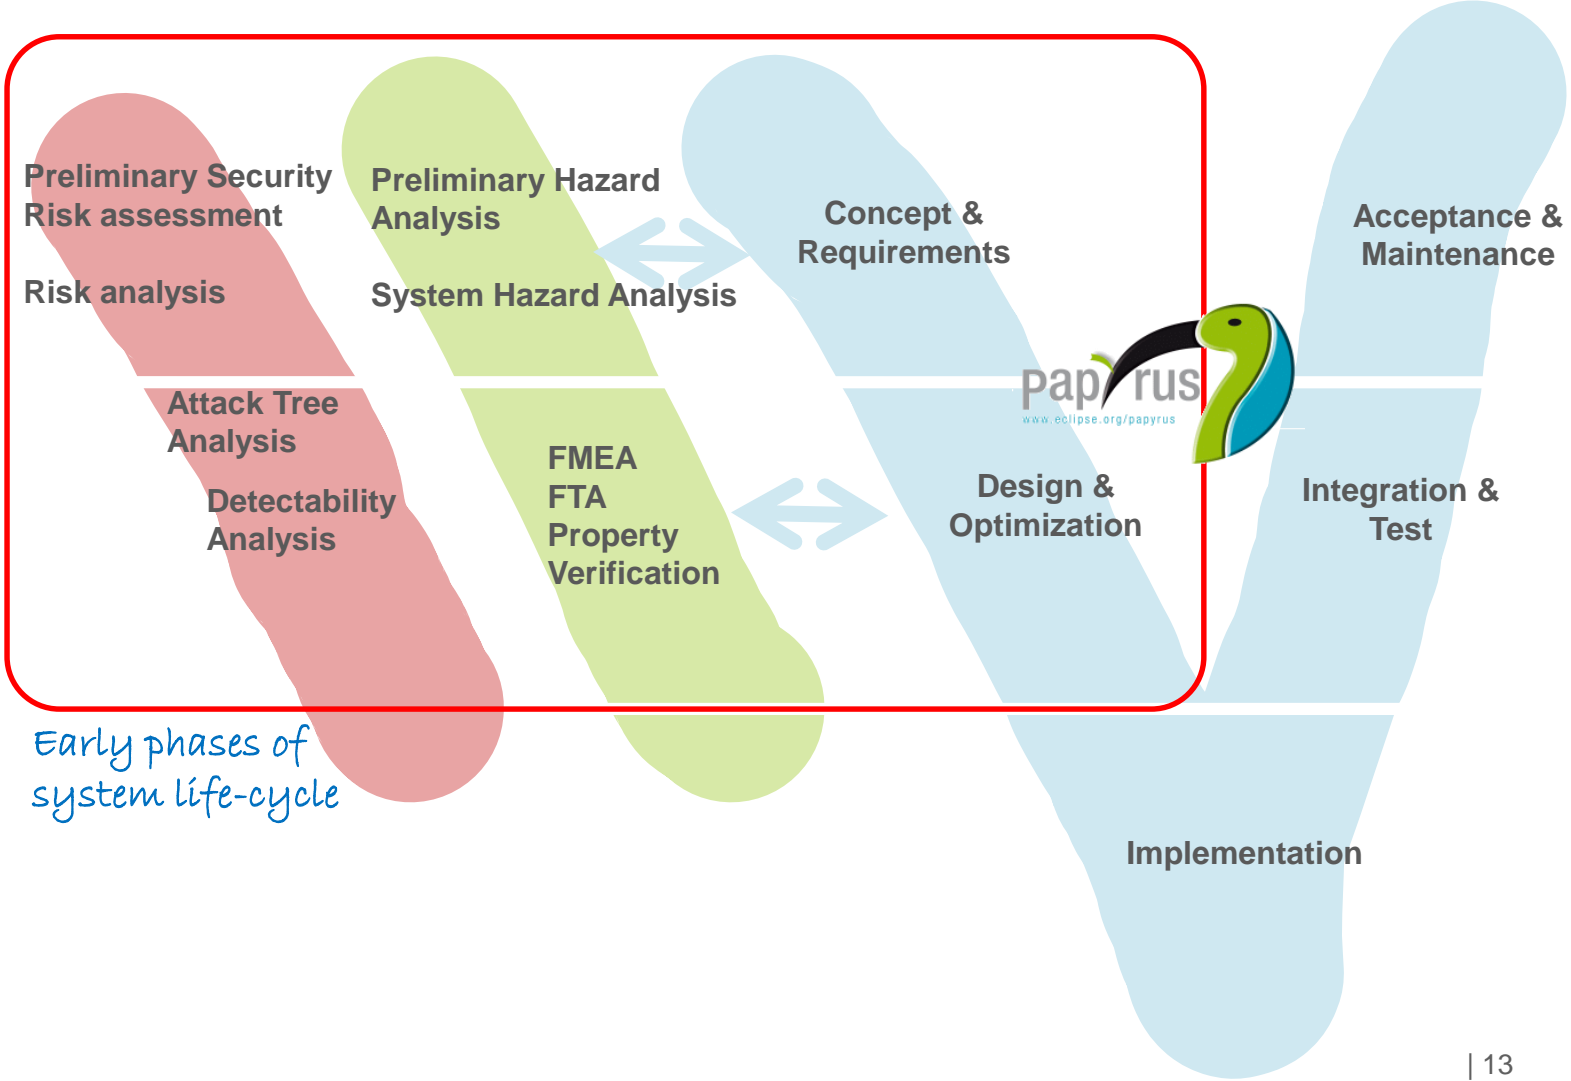 Preliminary Security
Risk assessment
Risk analysis
Preliminary Hazard
Analysis
System Hazard Analysis
Concept &
Requirements
Acceptance &
Maintenance
papyrus
www.eclipse.org/papyrus
Attack Tree
Analysis
Detectability
Analysis
FMEA
FTA
Property
Verification
Design &
Optimization
Integration &
Test
Early phases of
system life-cycle
Implementation
| 13